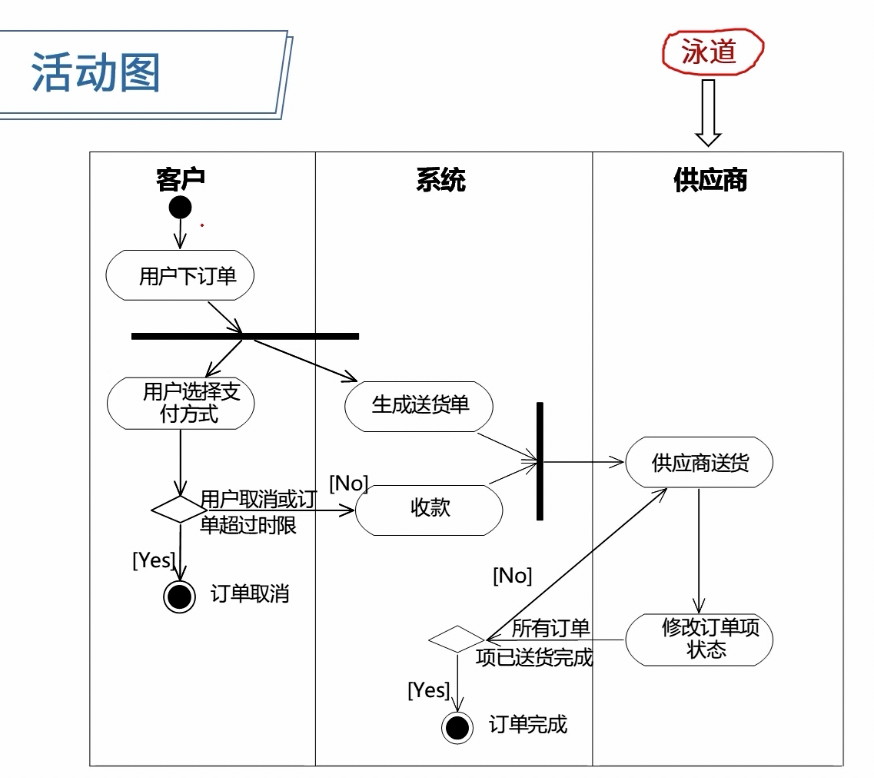 活动图
泳道
客户
系统
供应商
用户下订单
用户选择支
付方式
生成送货单
用户取消或订
单超过时限
[No]
收款
供应商送货
[Yes]
订单取消
[No]
所有订单
项已送货完成
修改订单项
状态
[Yes]
订单完成